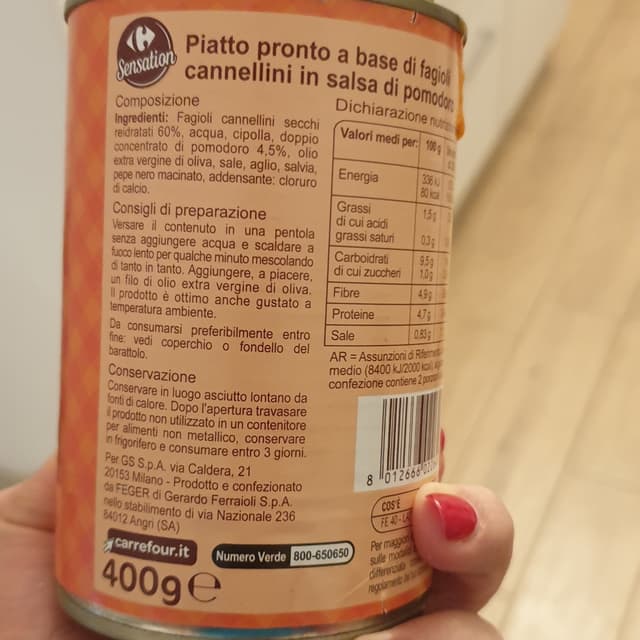 Sensation
Piatto pronto a base di fagioli
cannellini in salsa di pomodoro
Composizione
Ingredienti: Fagioli cannellini secchi
reidratati 60%, acqua, cipolla, doppio
concentrato di pomodoro 4,5%, olio
extra vergine di oliva, sale, aglio, salvia,
pepe nero macinato, addensante: cloruro
di calcio.
Consigli di preparazione
Versare il contenuto in una pentola
senza aggiungere acqua e scaldare a
fuoco lento per qualche minuto mescolando
di tanto in tanto. Aggiungere, a piacere,
un filo di olio extra vergine di oliva.
Il prodotto è ottimo anche gustato a
temperatura ambiente.
Da consumarsi preferibilmente entro
fine: vedi coperchio o fondello del
barattolo.
Conservazione
Conservare in luogo asciutto lontano da
fonti di calore. Dopo l'apertura travasare
il prodotto non utilizzato in un contenitore
per alimenti non metallico, conservare
in frigorifero e consumare entro 3 giorni.
Per GS S.p.A. via Caldera, 21
20153 Milano - Prodotto e confezionato
da FEGER di Gerardo Ferraioli S.p.A.
nello stabilimento di via Nazionale 236
84012 Angri (SA)
carrefour.it
Numero Verde 800-650650
400g e
Dichiarazione
Valori medi per: 100 g
Energia 336 kJ
80 kcal
Grassi 1,5 g
di cui acidi
grassi saturi 0,3 g
Carboidrati 9,5 g
di cui zuccheri 1,0 g
Fibre 4,9 g
Proteine 4,7 g
Sale 0,83 g
AR = Assunzioni di
medio (8400 kJ/2000 kcal)
confezione contiene 2
8 012666
COS'È
FE 40
Per
sulle
differenziata
regolamento